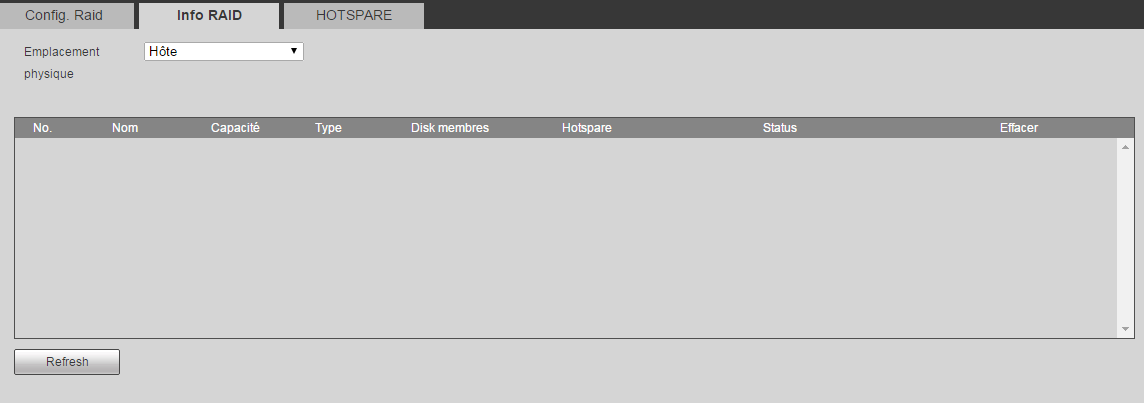 Config. Raid Info RAID HOTSPARE
Emplacement Hôte
physique
No. Nom Capacité Type Disk membres Hotspare Status Effacer
Refresh